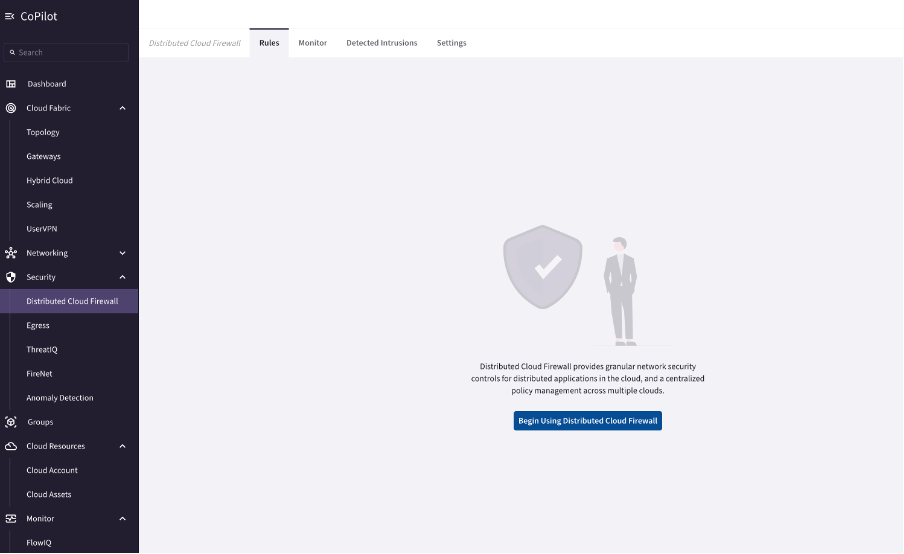 CoPilot
Search
Dashboard
Cloud Fabric
Topology
Gateways
Hybrid Cloud
Scaling
UserVPN
Networking
Security
Distributed Cloud Firewall
Egress
ThreatIQ
FireNet
Anomaly Detection
Groups
Cloud Resources
Cloud Account
Cloud Assets
Monitor
FlowIQ
Distributed Cloud Firewall Rules Monitor Detected Intrusions Settings
Distributed Cloud Firewall provides granular network security
controls for distributed applications in the cloud, and a centralized
policy management across multiple clouds.
Begin Using Distributed Cloud Firewall